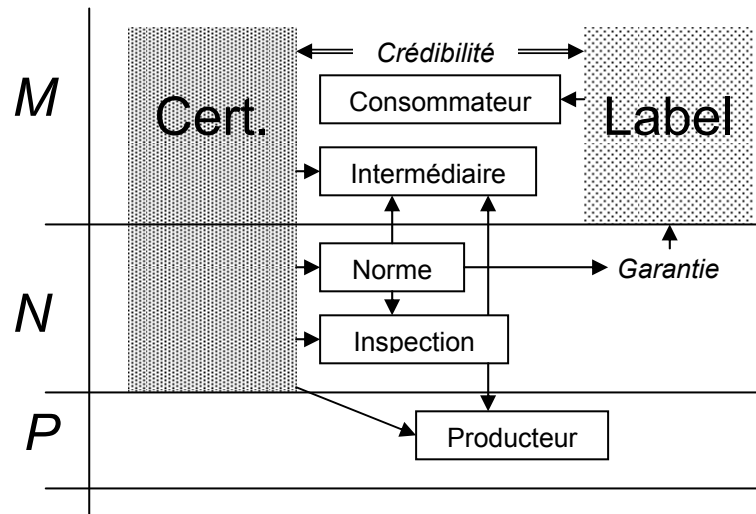 Crédibilité
M
Consommateur
Cert.
Label
Intermédiaire
Norme
Garantie
N
Inspection
P
Producteur